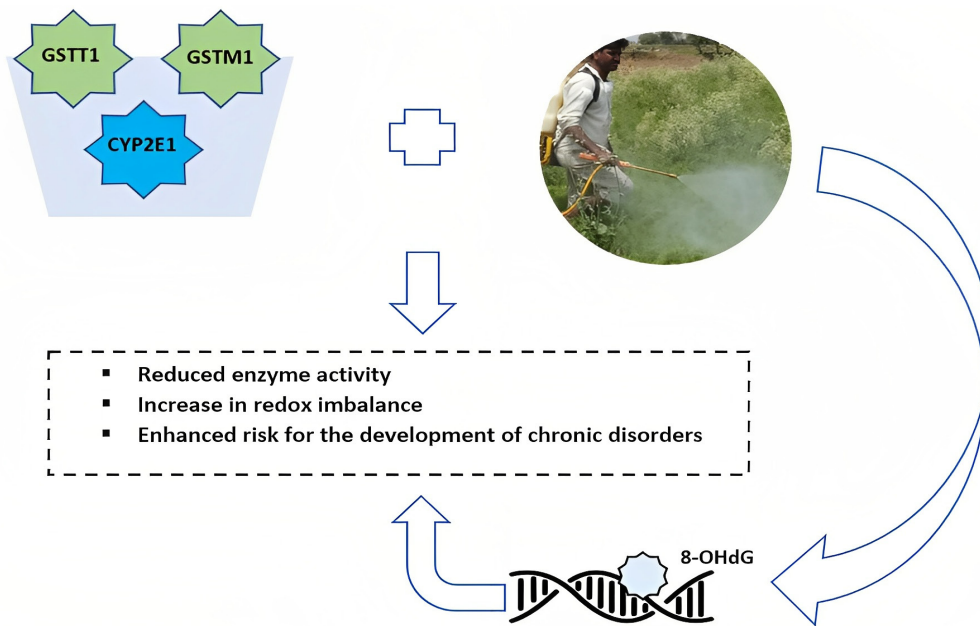 GSTT1
GSTM1
CYP2E1
▪ Reduced enzyme activity
▪ Increase in redox imbalance
▪ Enhanced risk for the development of chronic disorders
8-OHdG